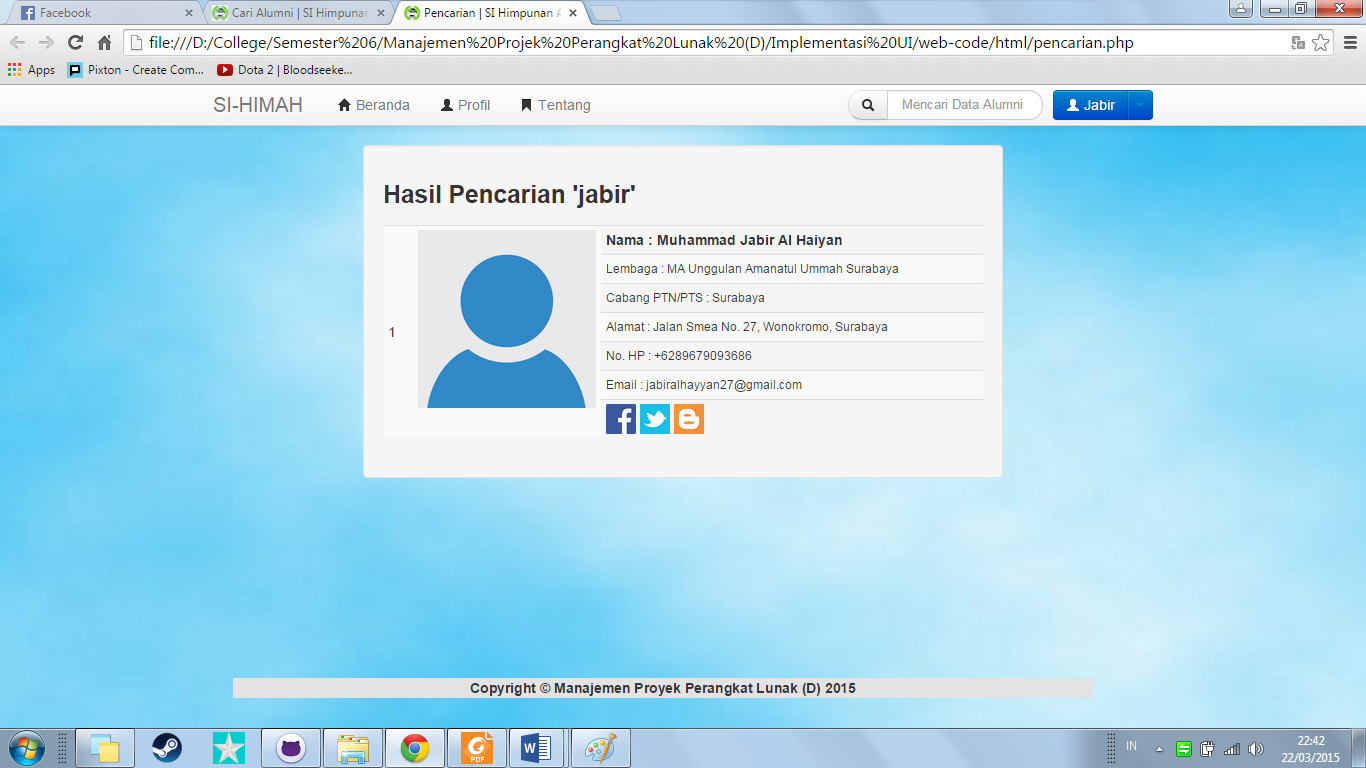 Facebook
Cari Alumni | SI Himpunan
Pencarian | SI Himpunan A
file:///D:/College/Semester%206/Manajemen%20Projek%20Perangkat%20Lunak%20(D)/Implementasi%20UI/web-code/html/pencarian.php
Apps
Pixton - Create Com...
Dota 2 | Bloodseeke...
SI-HIMAH
Beranda
Profil
Tentang
Mencari Data Alumni
Jabir
Hasil Pencarian 'jabir'
1
Nama : Muhammad Jabir Al Haiyan
Lembaga : MA Unggulan Amanatul Ummah Surabaya
Cabang PTN/PTS : Surabaya
Alamat : Jalan Smea No. 27, Wonokromo, Surabaya
No. HP : +6289679093686
Email : jabiralhayyan27@gmail.com
Copyright © Manajemen Proyek Perangkat Lunak (D) 2015
PDF
IN
22:42
22/03/2015